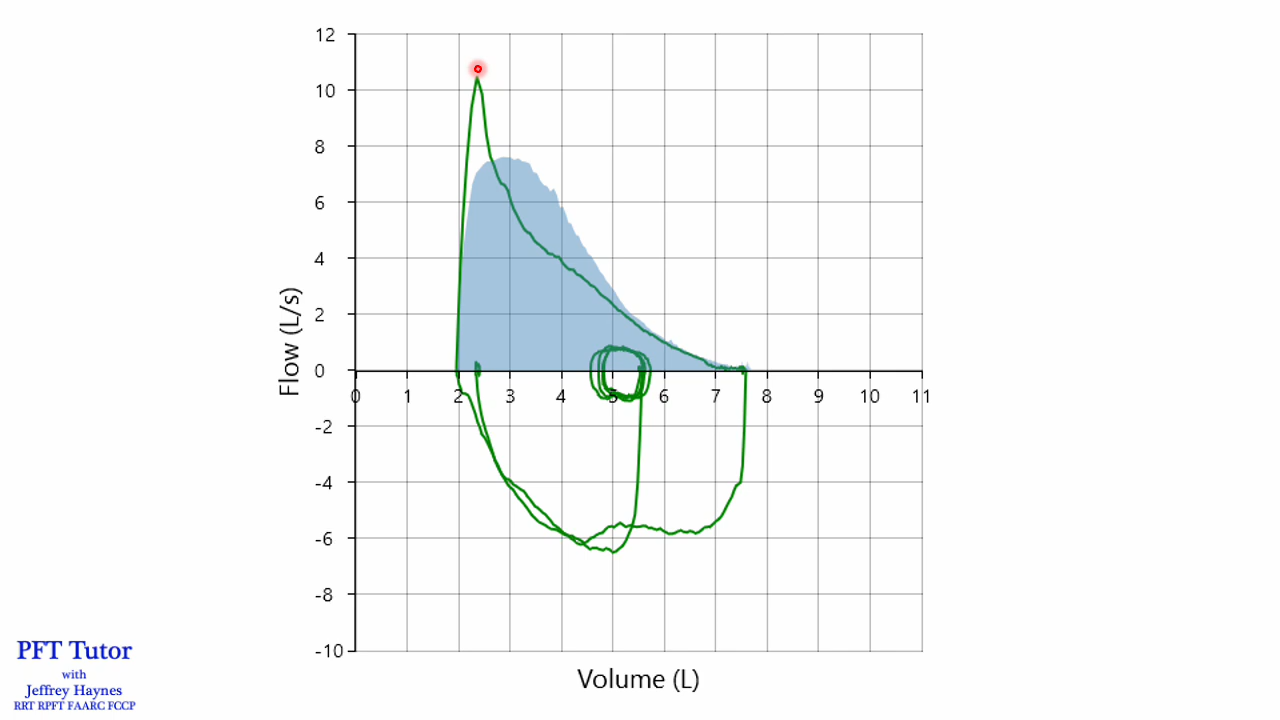 12
10
8
6
4
2
0
-2
-4
-6
-8
-10
Flow (L/s)
0 1 2 3 4 5 6 7 8 9 10 11
Volume (L)
PFT Tutor
with
Jeffrey Haynes
RRT RPFT FAARC FCCP